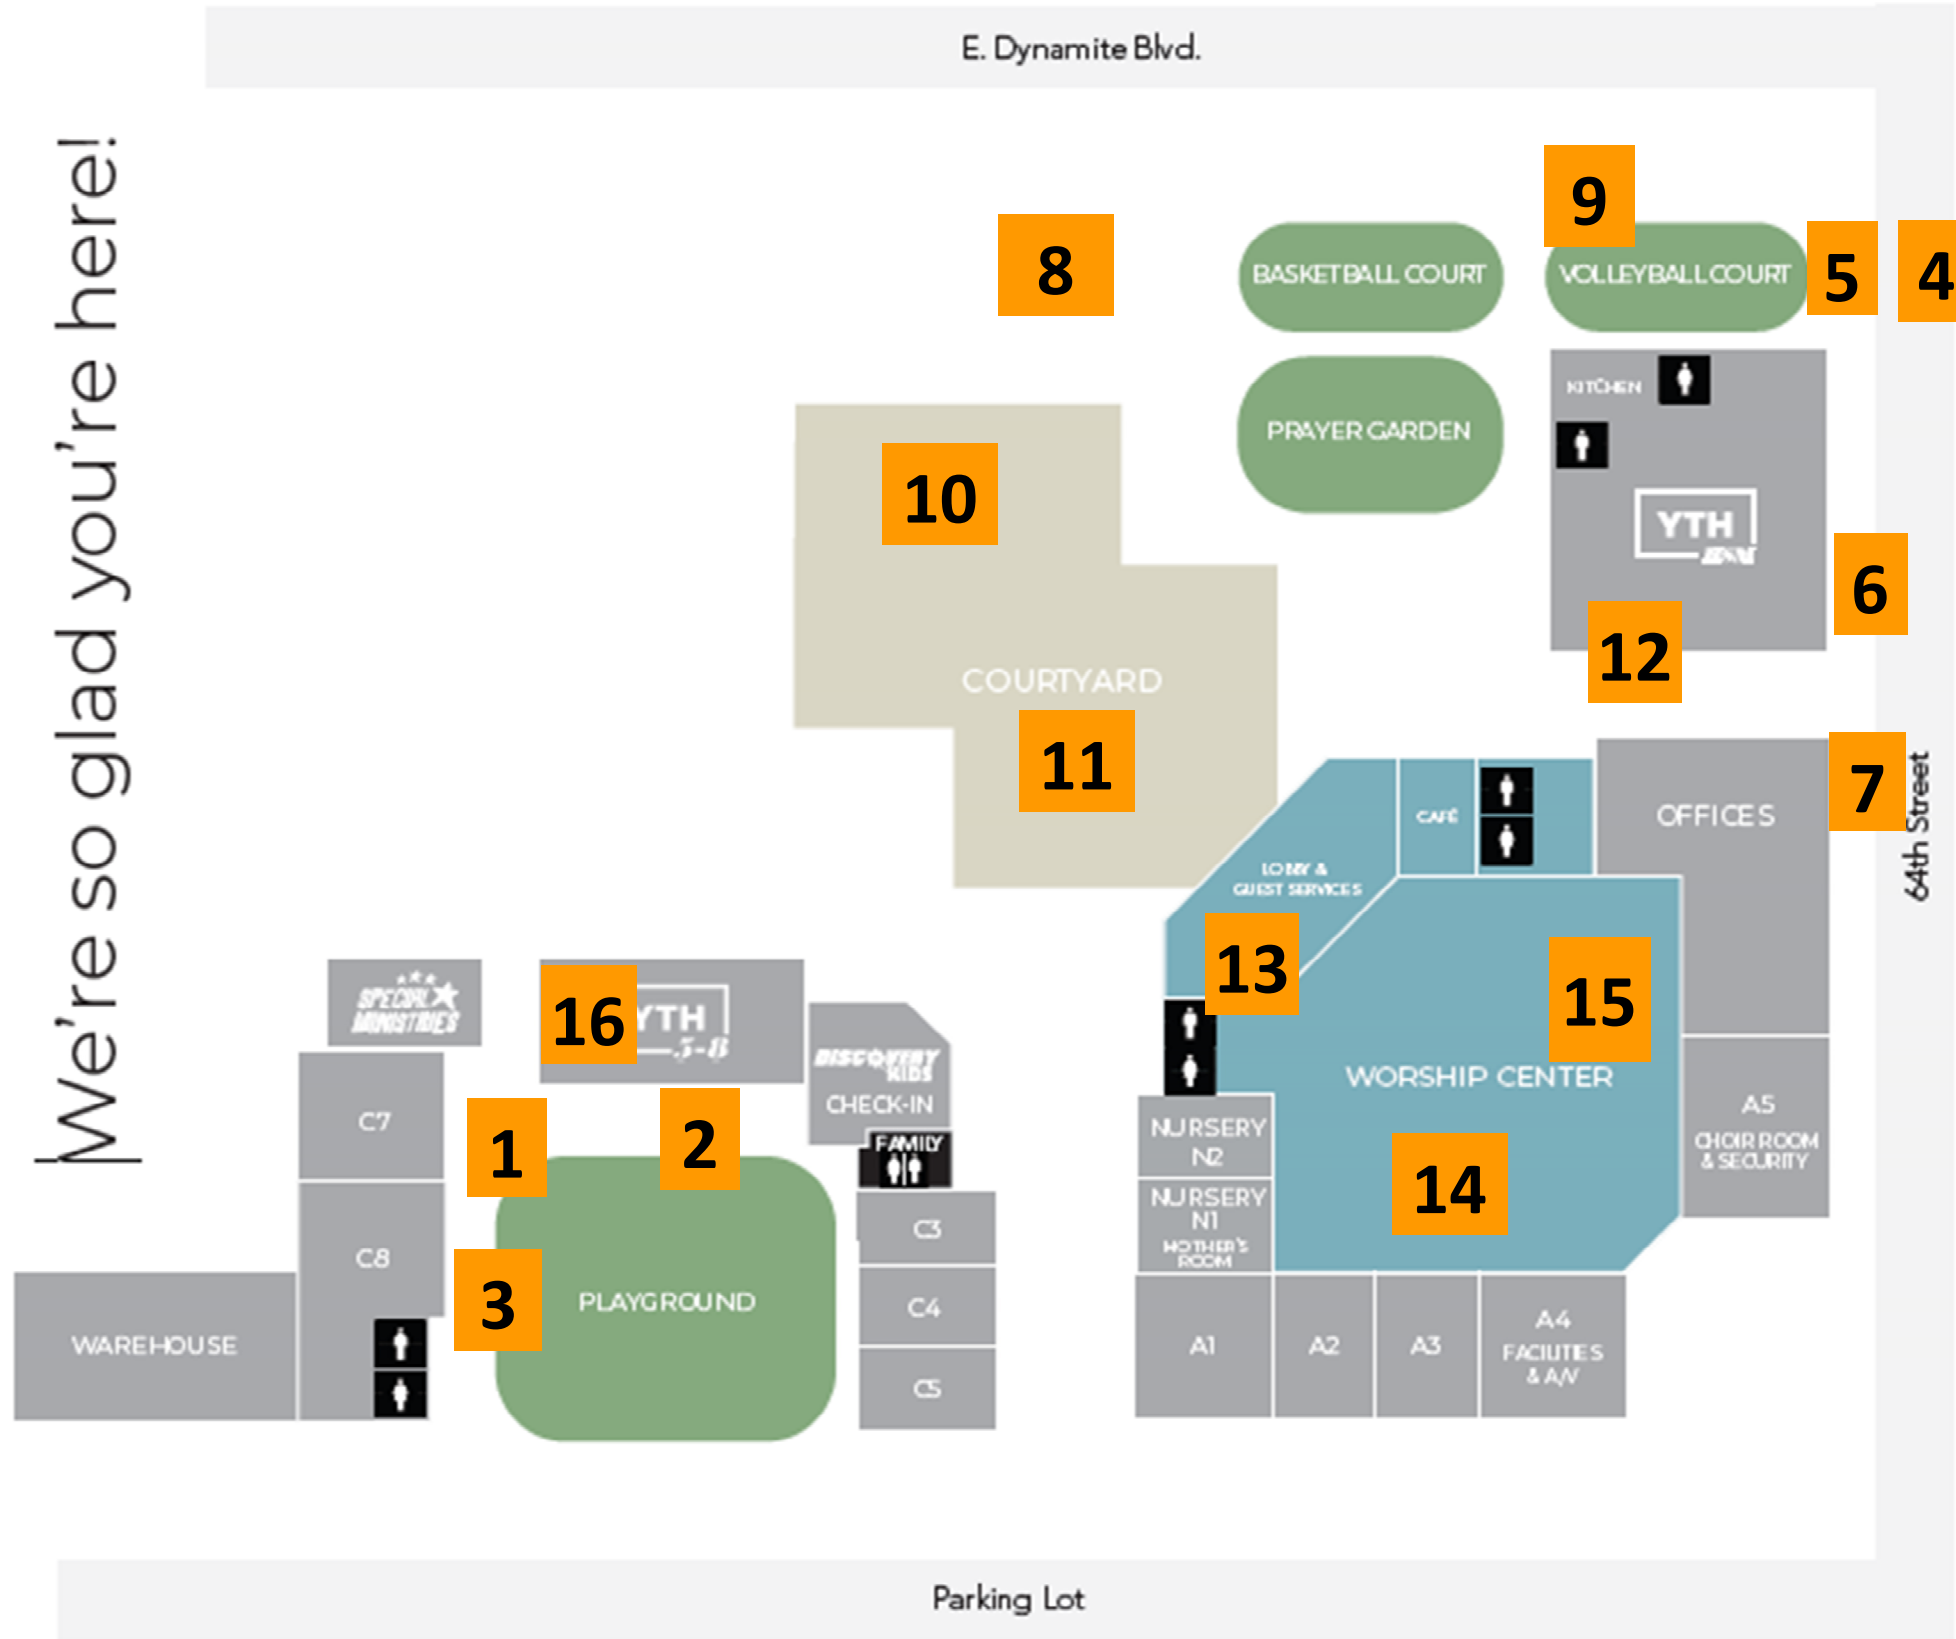 E. Dynamite Blvd.
We're so glad you're here!
9
8
5
4
BASKETBALL COURT
VOLLEYBALL COURT
KITCHEN
PRAYER GARDEN
10
YTH
6
12
COURTYARD
11
7
64th Street
OFFICES
CAFÉ
LOBBY &
GUEST SERVICES
13
15
SPECIAL
MINISTRIES
16
YTH
5-8
DISCOVERY
KIDS
CHECK-IN
WORSHIP CENTER
A5
CHOIR ROOM
& SECURITY
C7
1
2
FAMILY
NURSERY
N2
14
NURSERY
N1
MOTHER'S
ROOM
C3
C8
3
PLAYGROUND
C4
WAREHOUSE
C5
A1
A2
A3
A4
FACILITIES
& A/V
Parking Lot